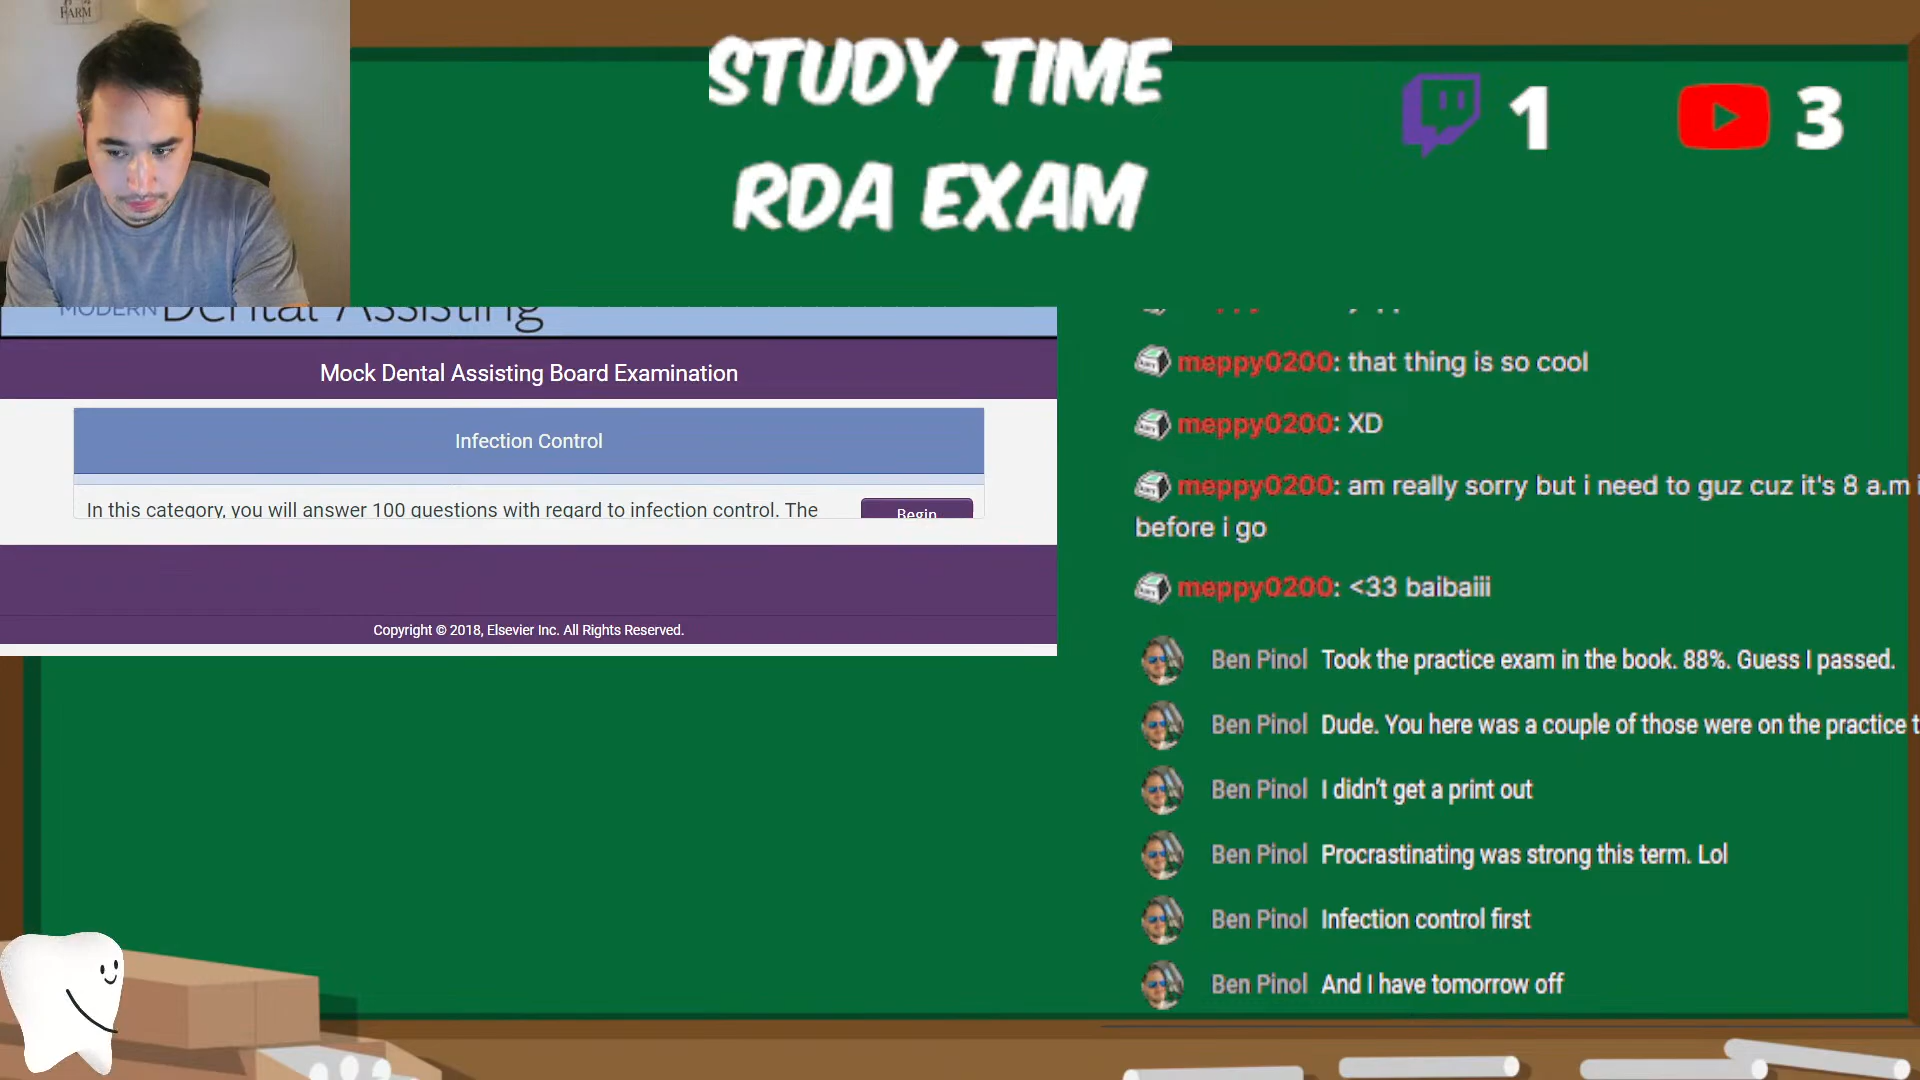 FARM
STUDY TIME
RDA EXAM
1
3
MODERN Dental Assisting
Mock Dental Assisting Board Examination
Infection Control
In this category, you will answer 100 questions with regard to infection control. The
Begin
Copyright © 2018, Elsevier Inc. All Rights Reserved.
meppy0200: that thing is so cool
meppy0200: XD
meppy0200: am really sorry but i need to guz cuz it's 8 a.m i
before i go
meppy0200: <33 baibaiii
Ben Pinol Took the practice exam in the book. 88%. Guess I passed.
Ben Pinol Dude. You here was a couple of those were on the practice t
Ben Pinol I didn't get a print out
Ben Pinol Procrastinating was strong this term. Lol
Ben Pinol Infection control first
Ben Pinol And I have tomorrow off